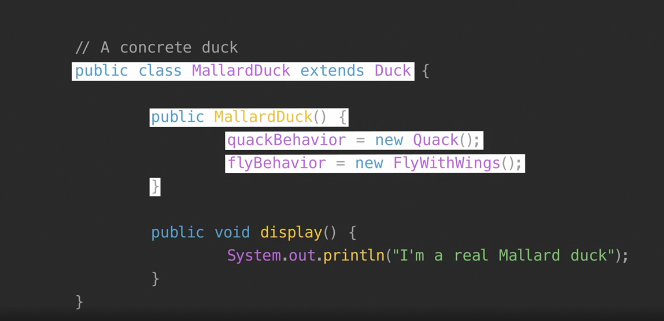 // A concrete duck
public class MallardDuck extends Duck {
public MallardDuck() {
quackBehavior = new Quack();
flyBehavior = new FlyWithWings();
}
public void display() {
System.out.println("I'm a real Mallard duck");
}
}